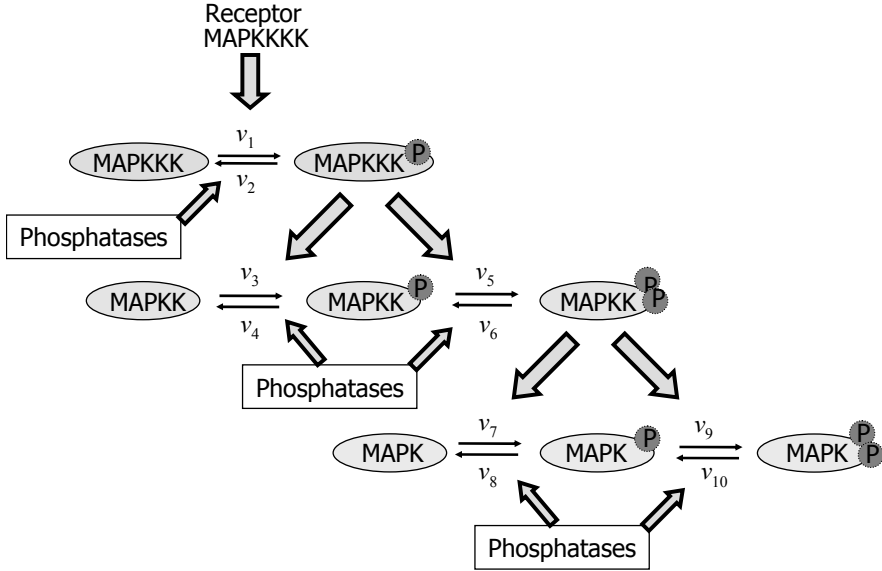 Receptor
MAPKKKK
v1
MAPKKK
MAPKKK
P
v2
Phosphatases
v3
v5
P
MAPKK
MAPKK
P
MAPKK
P
v4
v6
Phosphatases
v7
v9
P
MAPK
MAPK
P
MAPK
P
v8
v10
Phosphatases